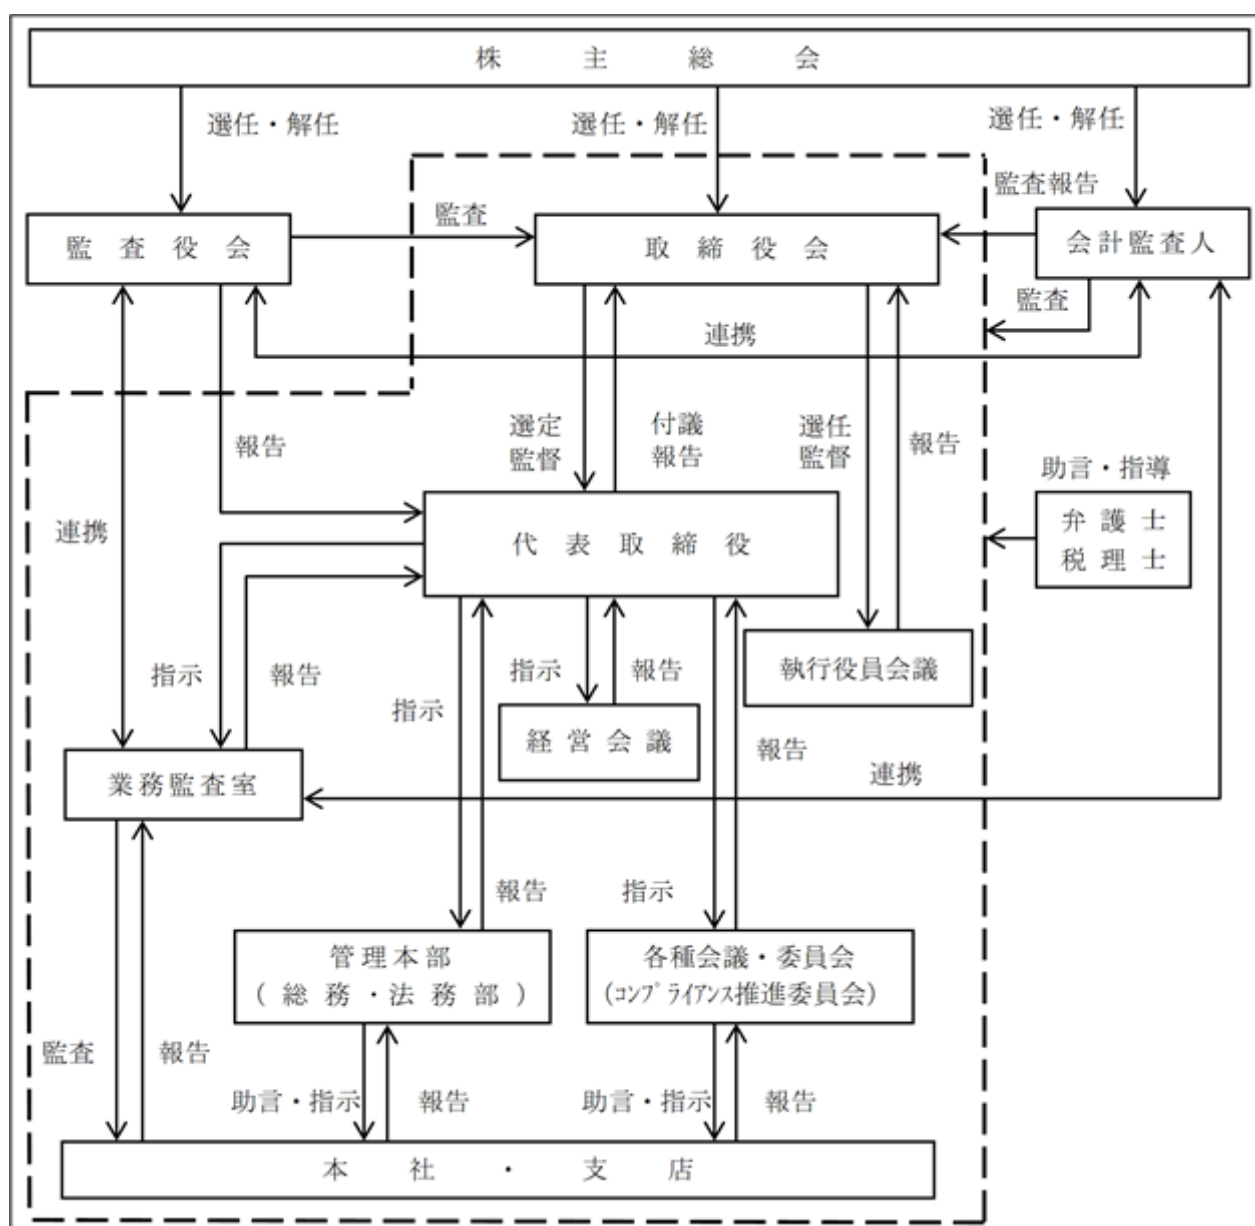 株主総会
選任・解任
選任・解任
選任・解任
監査報告
監査
監査役会
取締役会
会計監査人
監査
連携
報告
選定
監督
付議
報告
選任
監督
報告
助言・指導
弁護士
税理士
連携
代表取締役
指示
報告
指示
指示
報告
執行役員会議
経営会議
報告
連携
業務監査室
報告
指示
管理本部
(総務・法務部)
各種会議・委員会
(ｺﾝﾌﾟﾗｲｱﾝｽ推進委員会)
監査
報告
助言・指示
報告
助言・指示
報告
本社・支店